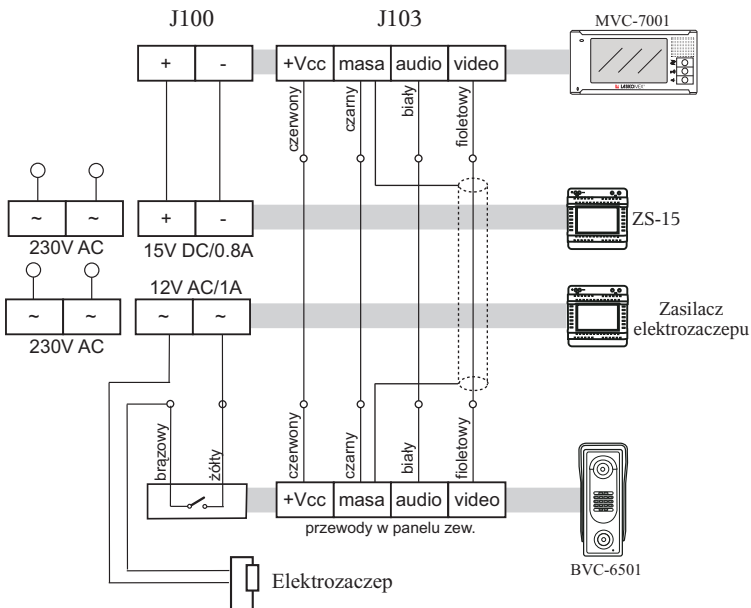 J100
J103
MVC-7001
+ -
+Vcc masa audio video
LASKOMEX
czerwony
czarny
biały
fioletowy
~ ~
+ -
ZS-15
230V AC
15V DC/0.8A
12V AC/1A
~ ~
~ ~
Zasilacz
elektrozaczepu
230V AC
brązowy
żółty
czerwony
czarny
biały
fioletowy
+Vcc masa audio video
przewody w panelu zew.
BVC-6501
Elektrozaczep